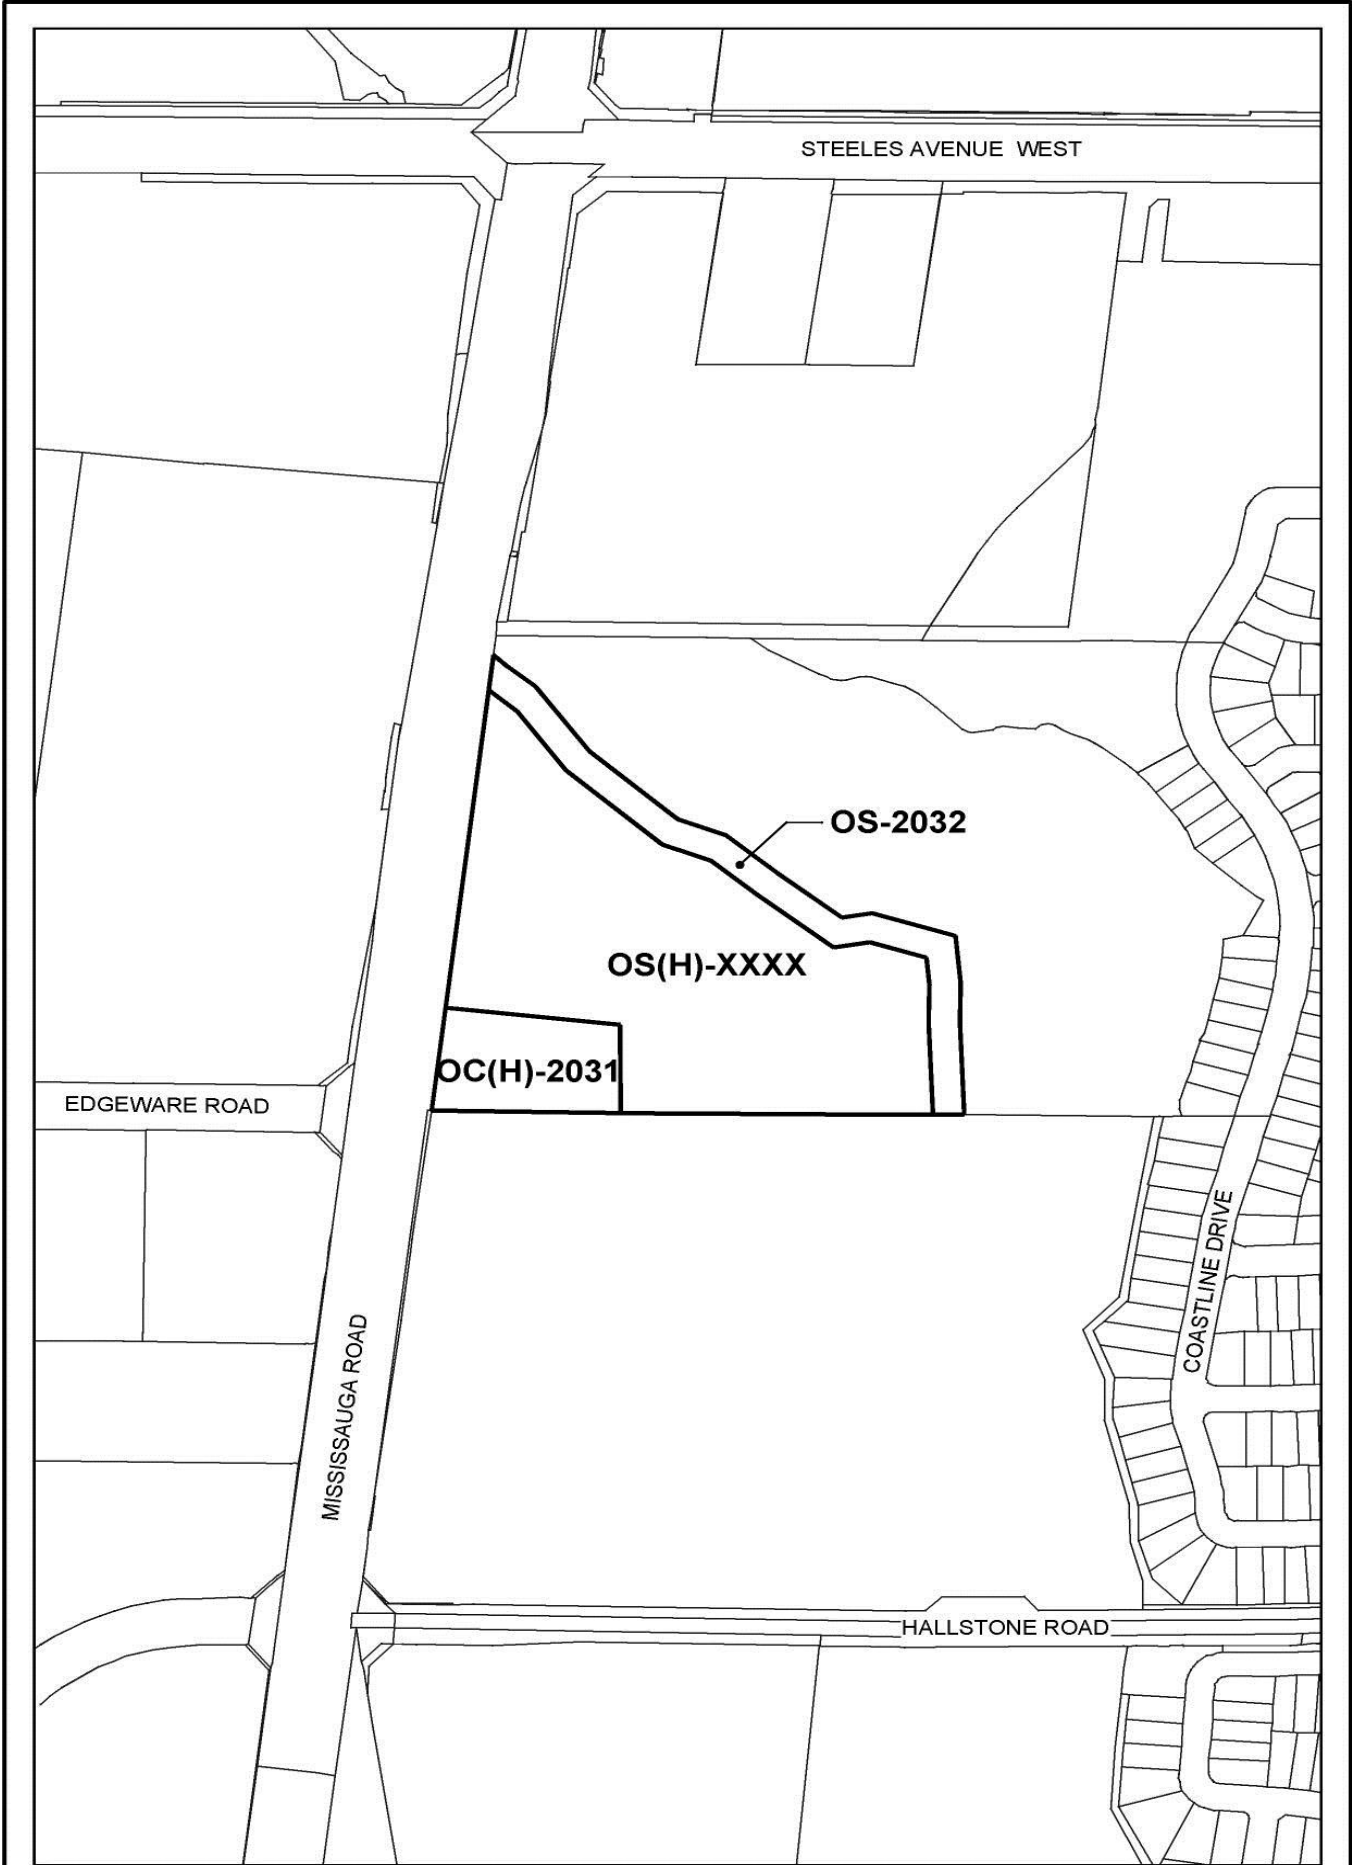 STEELES AVENUE WEST
OS-2032
OS(H)-XXXX
OC(H)-2031
EDGEWARE ROAD
COASTLINE DRIVE
MISSISSAUGA ROAD
HALLSTONE ROAD